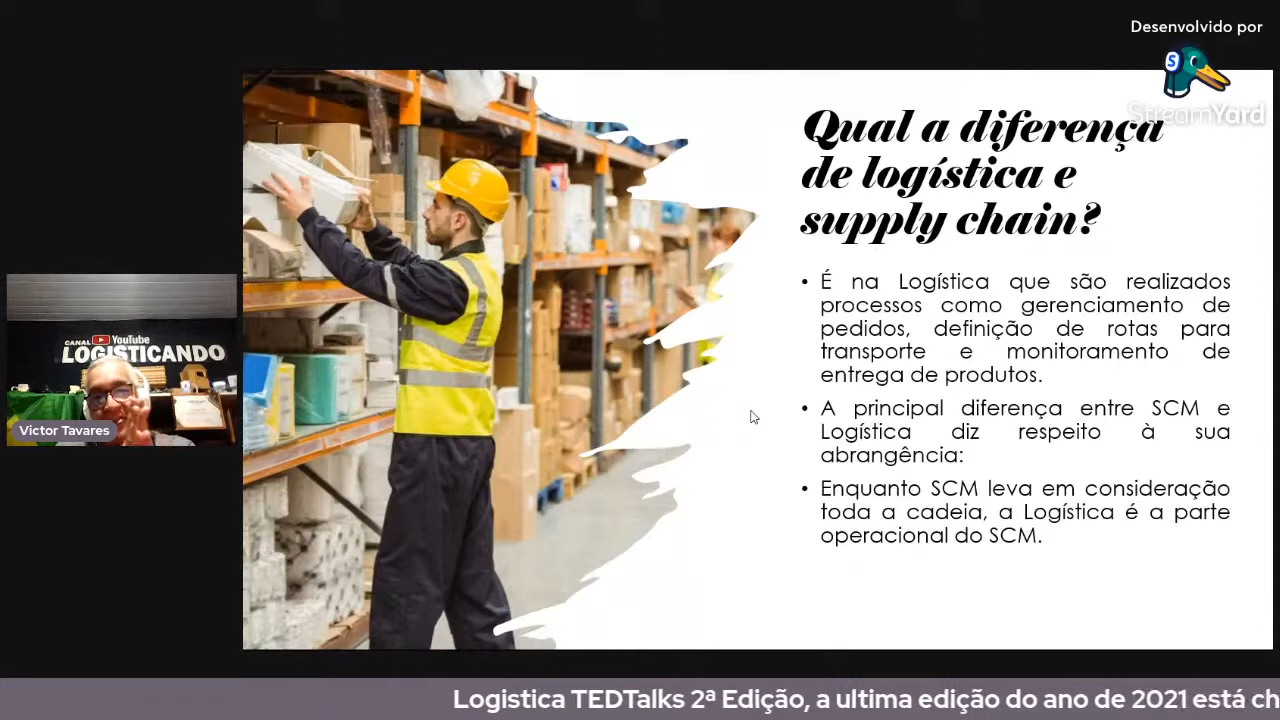 Desenvolvido por
StreamYard
Qual a diferença
de logística e
supply chain?
• É na Logística que são realizados
processos como gerenciamento de
pedidos, definição de rotas para
transporte e monitoramento de
entrega de produtos.
• A principal diferença entre SCM e
Logística diz respeito à sua
abrangência:
• Enquanto SCM leva em consideração
toda a cadeia, a Logística é a parte
operacional do SCM.
CANAL YouTube
LOGISTICANDO
Victor Tavares
Logistica TEDTalks 2ª Edição, a ultima edição do ano de 2021 está ch